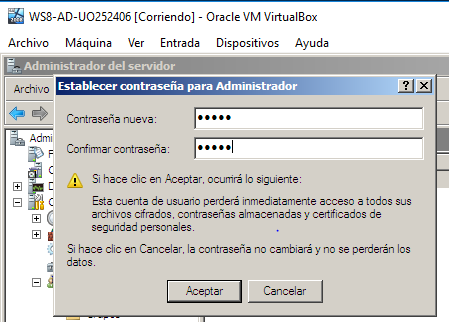 WS8-AD-UO252406 [Corriendo] - Oracle VM VirtualBox
Archivo Máquina Ver Entrada Dispositivos Ayuda
Administrador del servidor
Archivo
Establecer contraseña para Administrador
Contraseña nueva: •••••
Confirmar contraseña: •••••
Si hace clic en Aceptar, ocurrirá lo siguiente:
Esta cuenta de usuario perderá inmediatamente acceso a todos sus
archivos cifrados, contraseñas almacenadas y certificados de
seguridad personales.
Si hace clic en Cancelar, la contraseña no cambiará y no se perderán los
datos.
Aceptar Cancelar